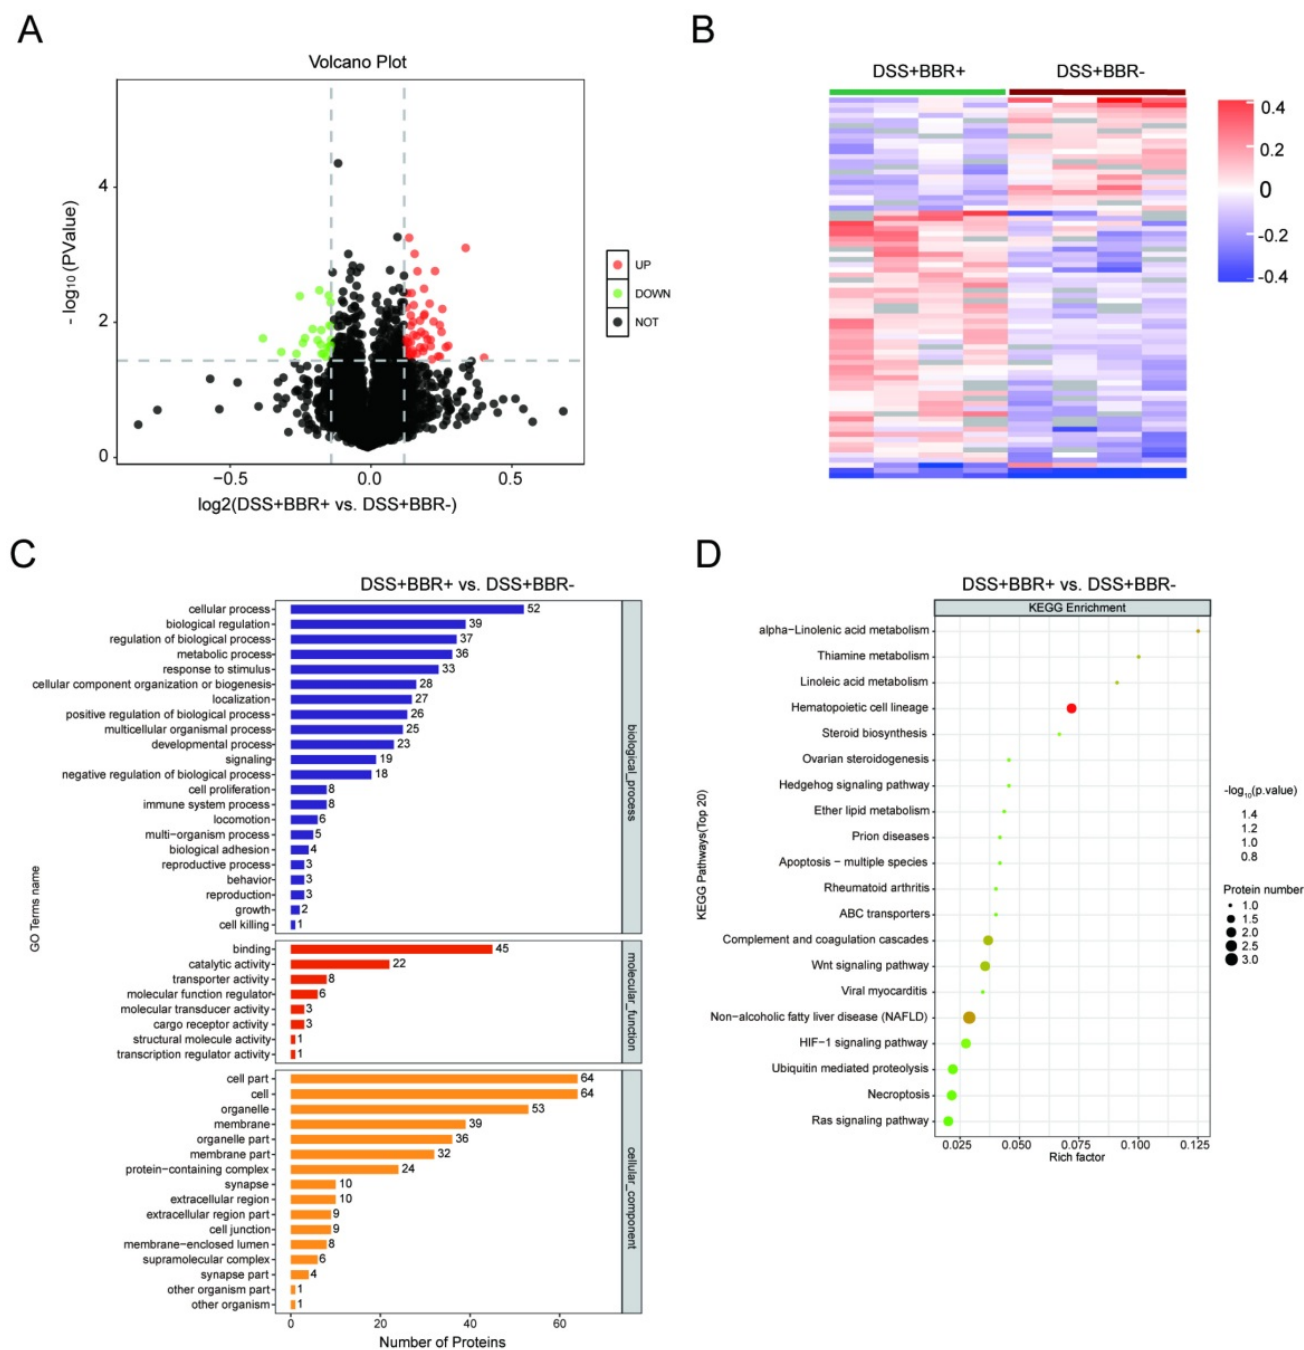 A
Volcano Plot
- log10 (PValue)
4
2
0
−0.5
0.0
0.5
log2(DSS+BBR+ vs. DSS+BBR-)
UP
DOWN
NOT
B
DSS+BBR+
DSS+BBR-
0.4
0.2
0
-0.2
-0.4
C
DSS+BBR+ vs. DSS+BBR-
GO Terms name
cellular process 52
biological regulation 39
regulation of biological process 37
metabolic process 36
response to stimulus 33
cellular component organization or biogenesis 28
localization 27
positive regulation of biological process 26
multicellular organismal process 25
developmental process 23
signaling 19
negative regulation of biological process 18
cell proliferation 8
immune system process 8
locomotion 6
multi−organism process 5
biological adhesion 4
reproductive process 3
behavior 3
reproduction 3
growth 2
cell killing 1
biological_process
binding 45
catalytic activity 22
transporter activity 8
molecular function regulator 6
molecular transducer activity 3
cargo receptor activity 3
structural molecule activity 1
transcription regulator activity 1
molecular_function
cell part 64
cell 64
organelle 53
membrane 39
organelle part 36
membrane part 32
protein−containing complex 24
synapse 10
extracellular region 10
extracellular region part 9
cell junction 9
membrane−enclosed lumen 8
supramolecular complex 6
synapse part 4
other organism part 1
other organism 1
cellular_component
0
20
40
60
Number of Proteins
D
DSS+BBR+ vs. DSS+BBR-
KEGG Enrichment
KEGG Pathways(Top 20)
alpha−Linolenic acid metabolism
Thiamine metabolism
Linoleic acid metabolism
Hematopoietic cell lineage
Steroid biosynthesis
Ovarian steroidogenesis
Hedgehog signaling pathway
Ether lipid metabolism
Prion diseases
Apoptosis − multiple species
Rheumatoid arthritis
ABC transporters
Complement and coagulation cascades
Wnt signaling pathway
Viral myocarditis
Non−alcoholic fatty liver disease (NAFLD)
HIF−1 signaling pathway
Ubiquitin mediated proteolysis
Necroptosis
Ras signaling pathway
0.025
0.050
0.075
0.100
0.125
Rich factor
-log10(p.value)
1.4
1.2
1.0
0.8
Protein number
1.0
1.5
2.0
2.5
3.0